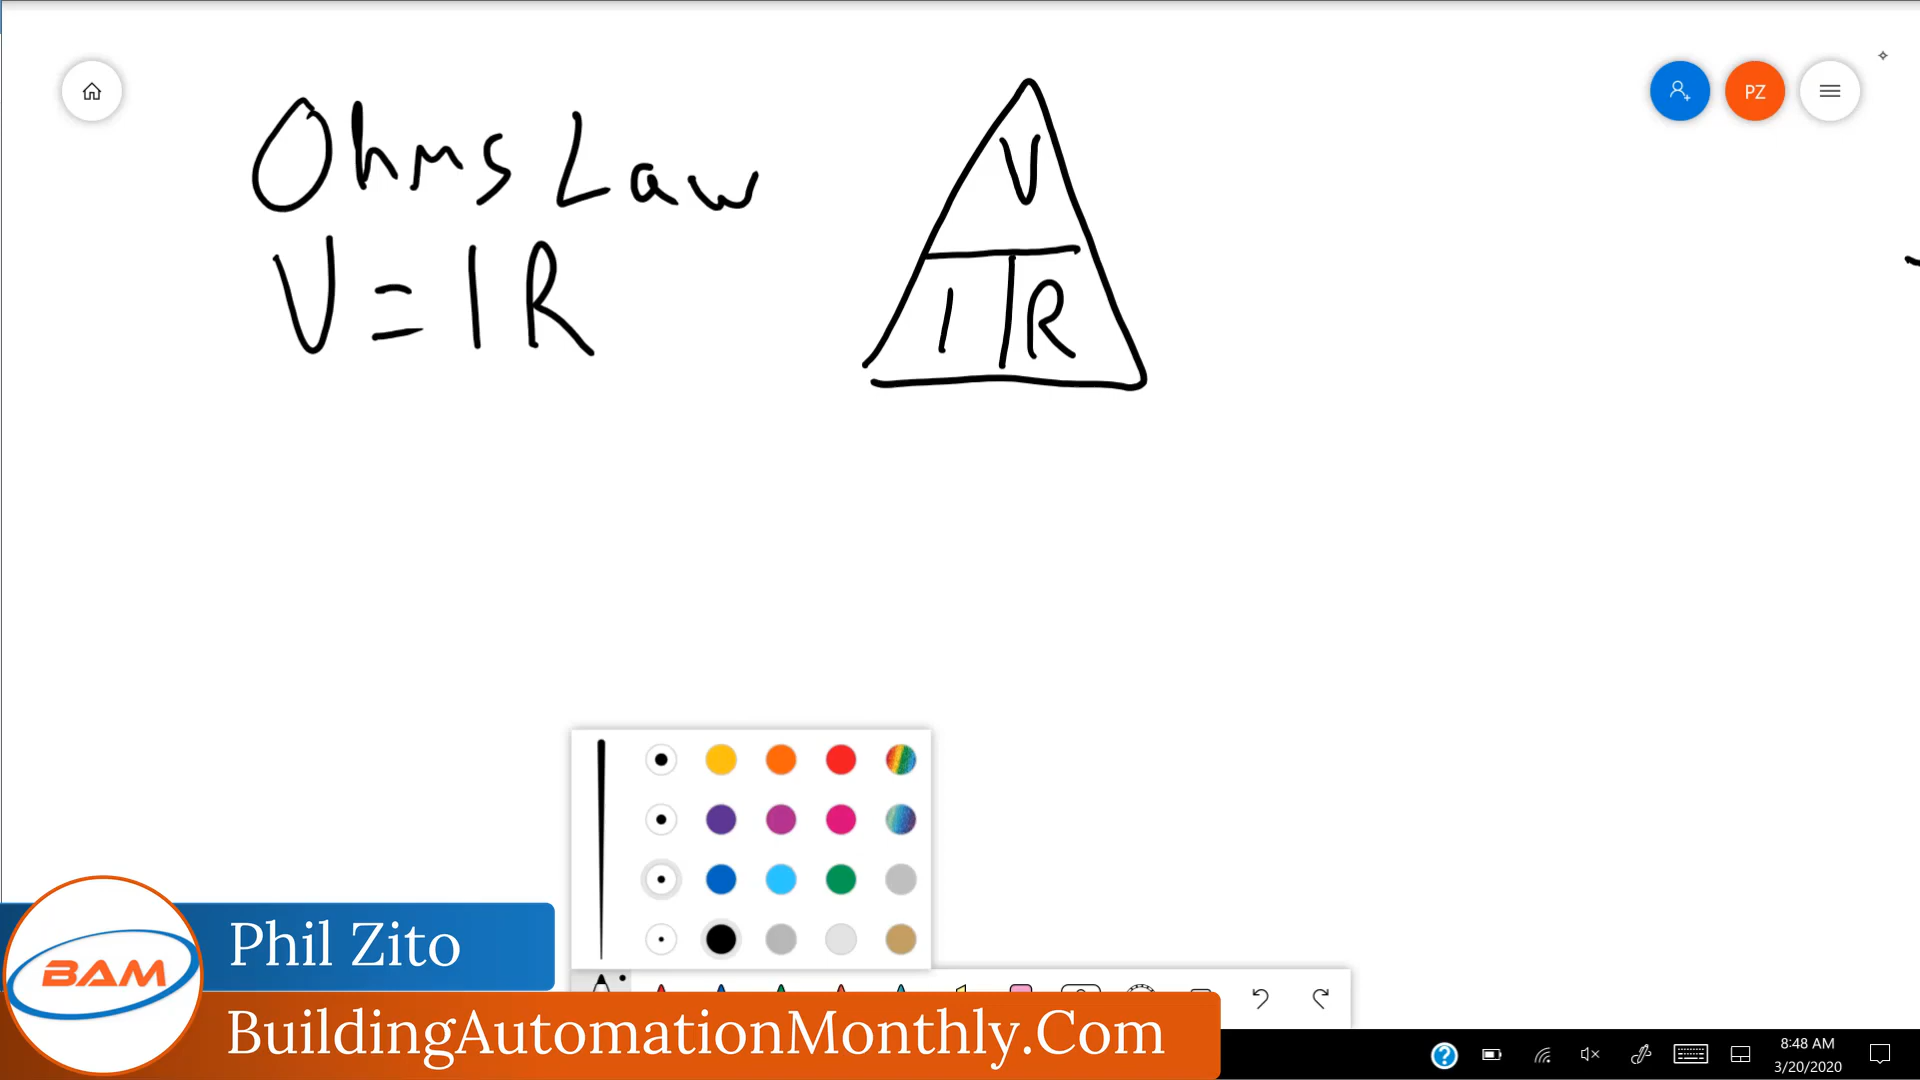 Ohms Law
V = I R
V
I R
PZ
BAM
Phil Zito
BuildingAutomationMonthly.Com
8:48 AM
3/20/2020